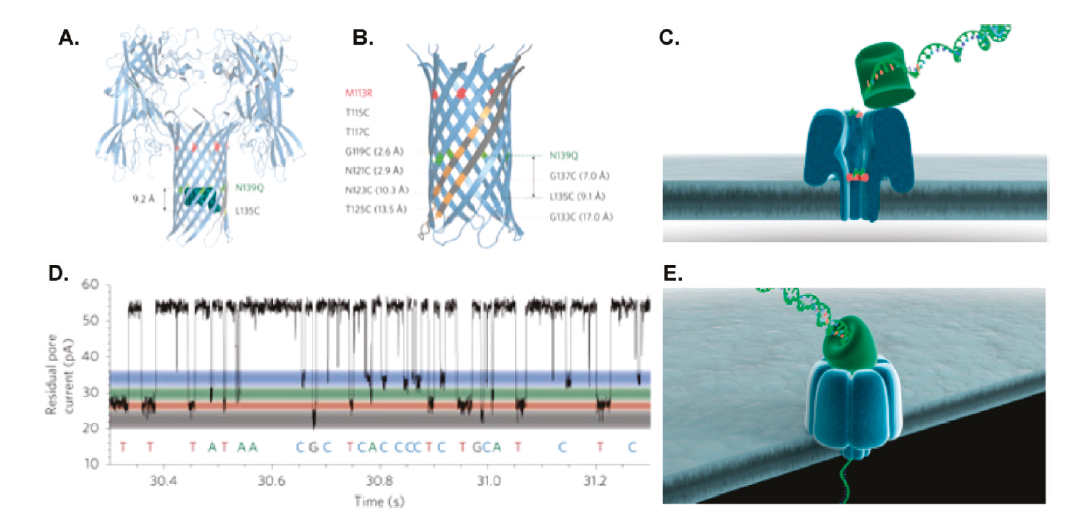 A.
N139Q
9.2 Å
L135C
B.
M113R
T115C
T117C
G119C (2.6 Å)
N121C (2.9 Å)
N123C (10.3 Å)
T125C (13.5 Å)
N139Q
G137C (7.0 Å)
L135C (9.1 Å)
G133C (17.0 Å)
C.
D.
60
50
40
30
20
10
Residual pore
current (pA)
T T T A T A A C G C T C A C C C C T C T G C A T C T C
30.4 30.6 30.8 31.0 31.2
Time (s)
E.